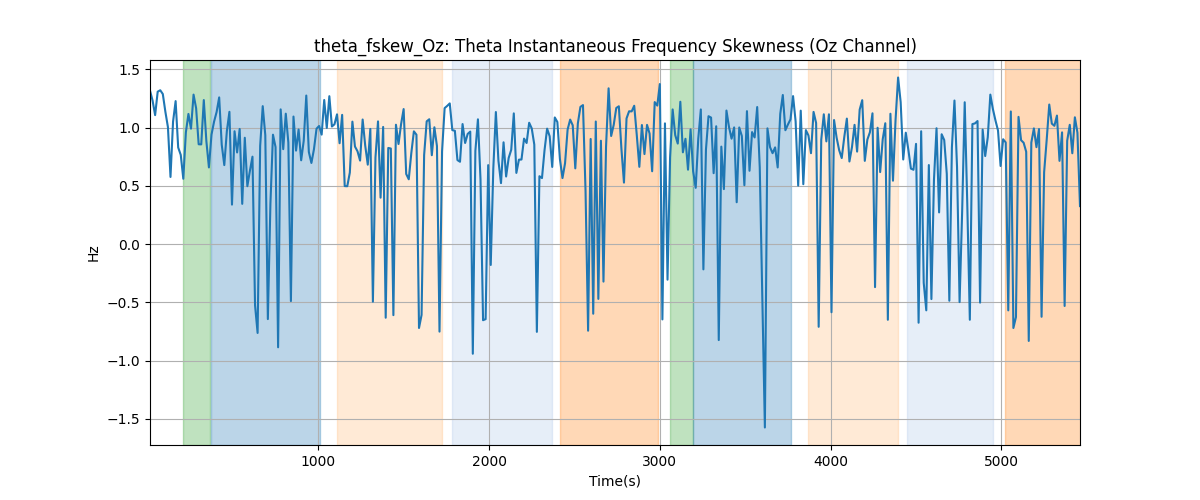 theta_fskew_Oz: Theta Instantaneous Frequency Skewness (Oz Channel)
1.5
1.0
0.5
0.0
−0.5
−1.0
−1.5
Hz
1000 2000 3000 4000 5000
Time(s)